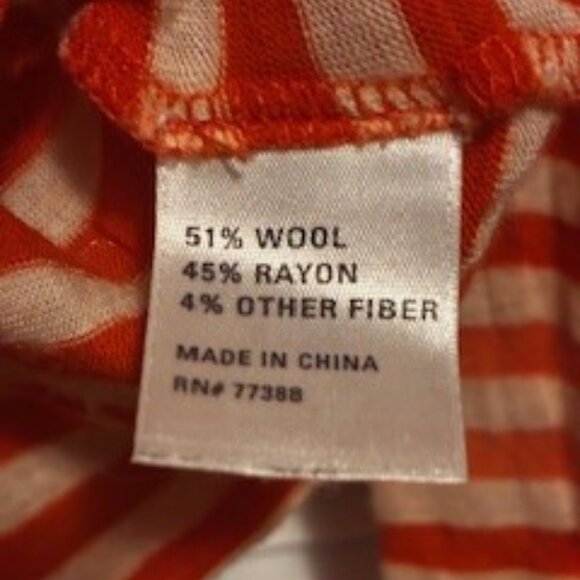 51% WOOL
45% RAYON
4% OTHER FIBER
MADE IN CHINA
RN# 77388